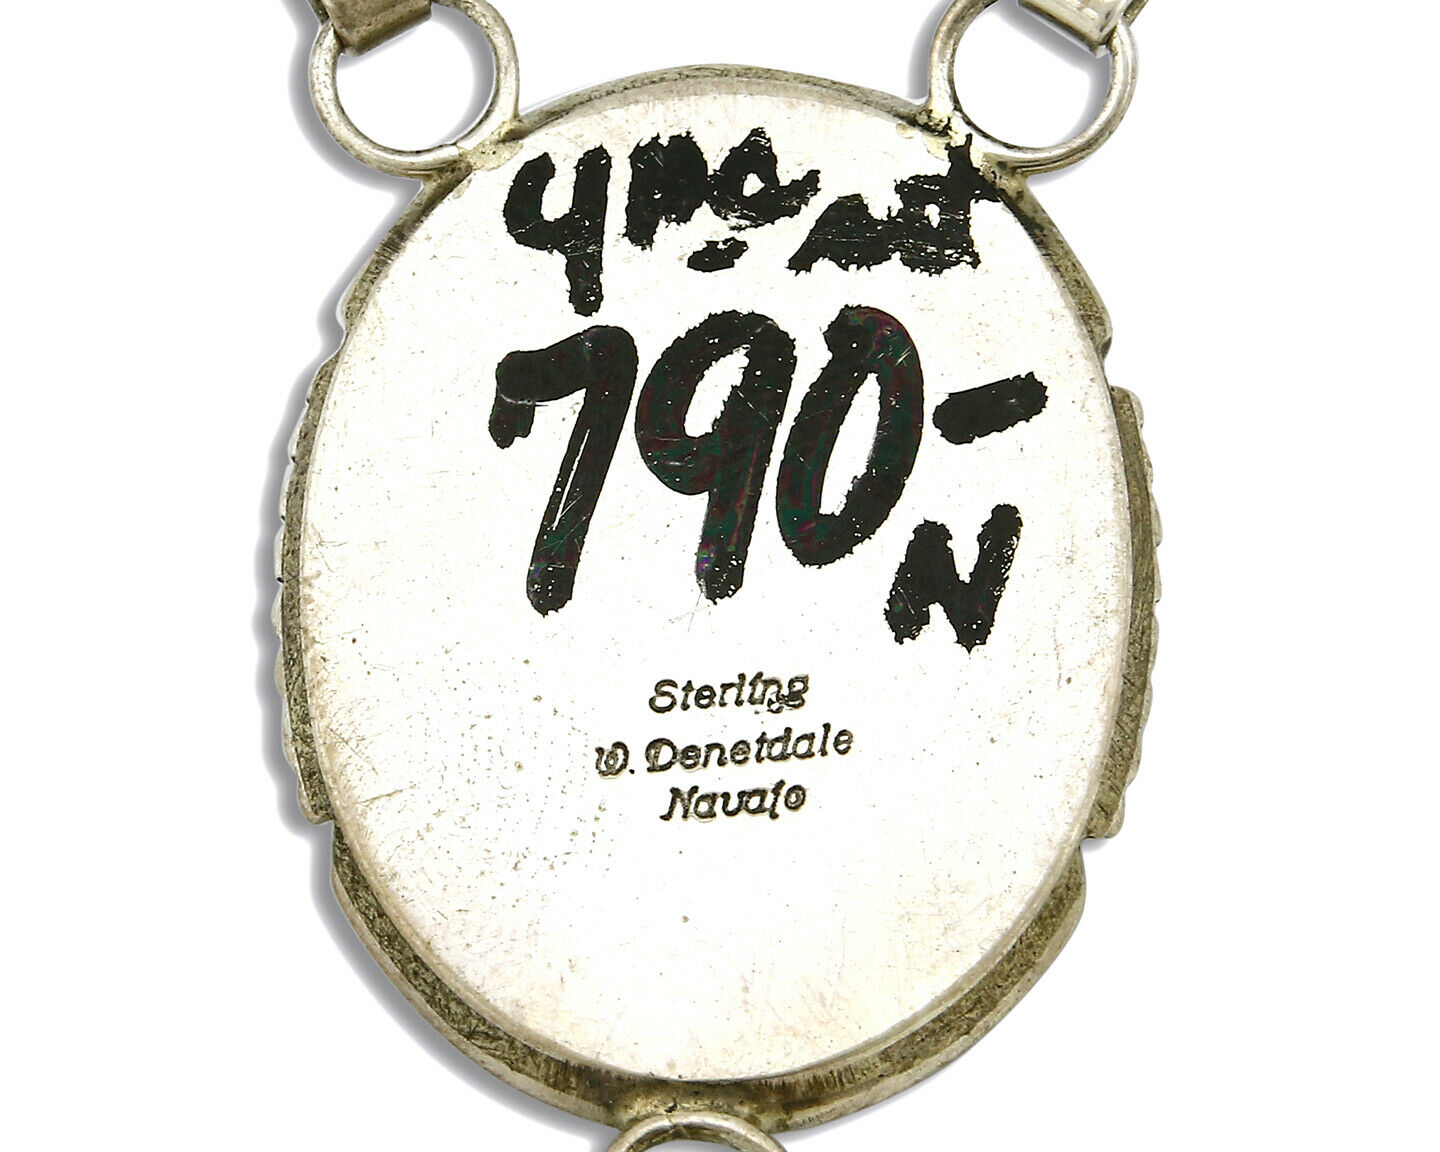 4pc. set
790-
N
Sterling
W. Denetdale
Navajo